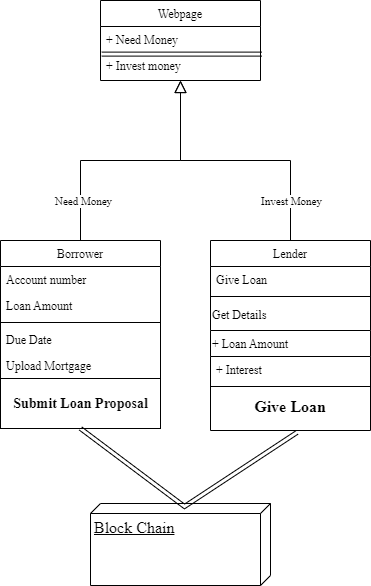 Webpage
+ Need Money
+ Invest money
Need Money
Invest Money
Borrower
Account number
Loan Amount
Due Date
Upload Mortgage
Submit Loan Proposal
Lender
Give Loan
Get Details
+ Loan Amount
+ Interest
Give Loan
Block Chain